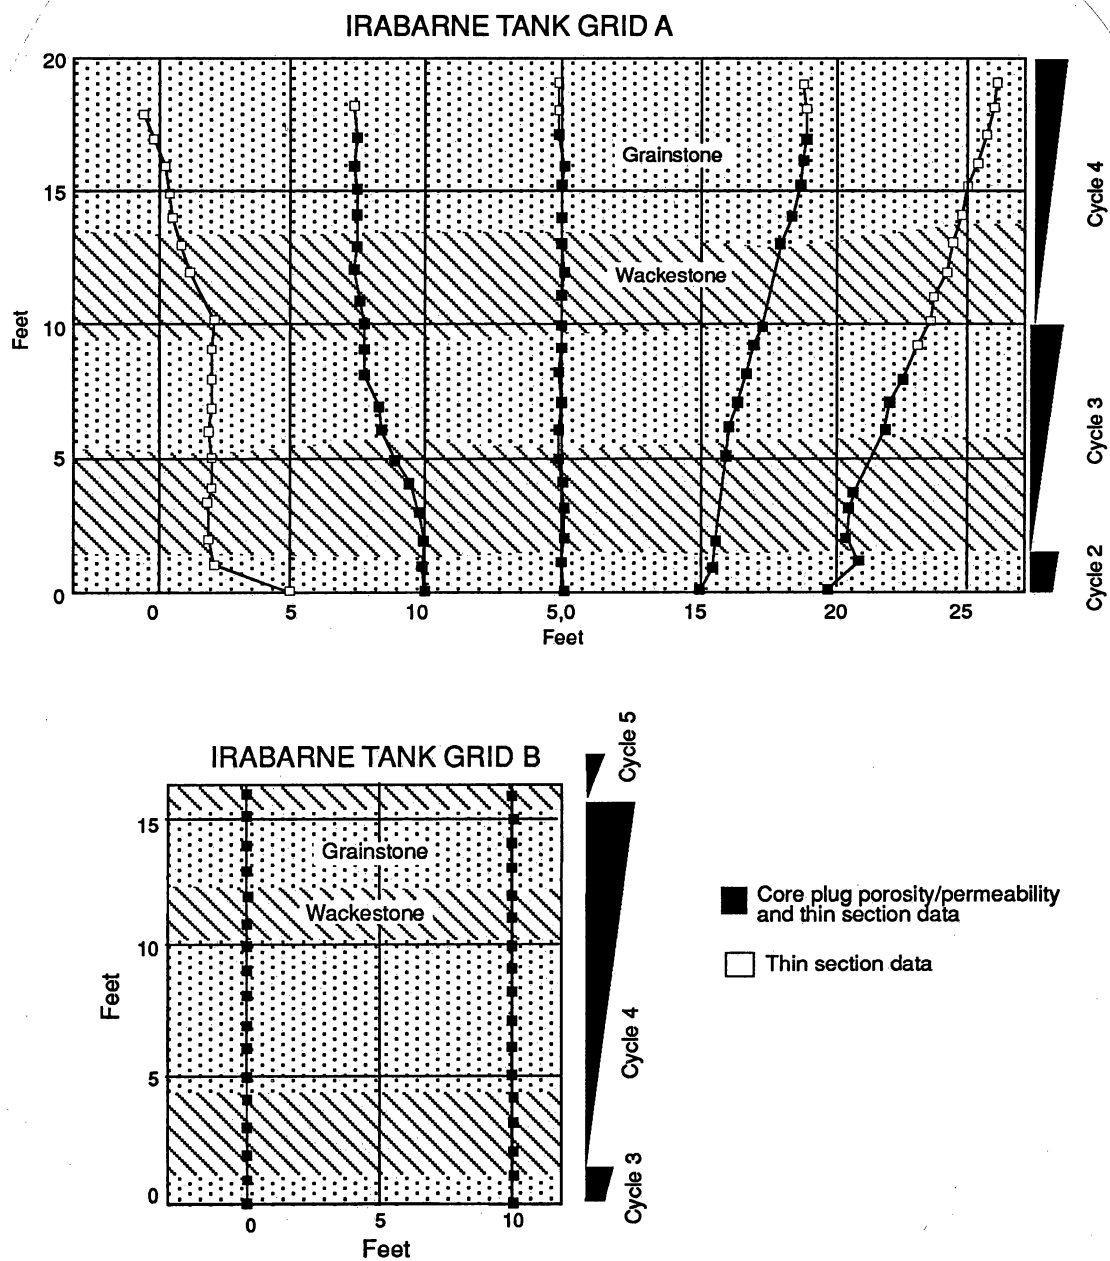 IRABARNE TANK GRID A
20
15
10
5
0
Feet
Grainstone
Wackestone
0
5
10
5,0
15
20
25
Feet
Cycle 4
Cycle 3
Cycle 2
IRABARNE TANK GRID B
15
10
5
0
Feet
Grainstone
Wackestone
0
5
10
Feet
Cycle 5
Cycle 4
Cycle 3
Core plug porosity/permeability
and thin section data
Thin section data